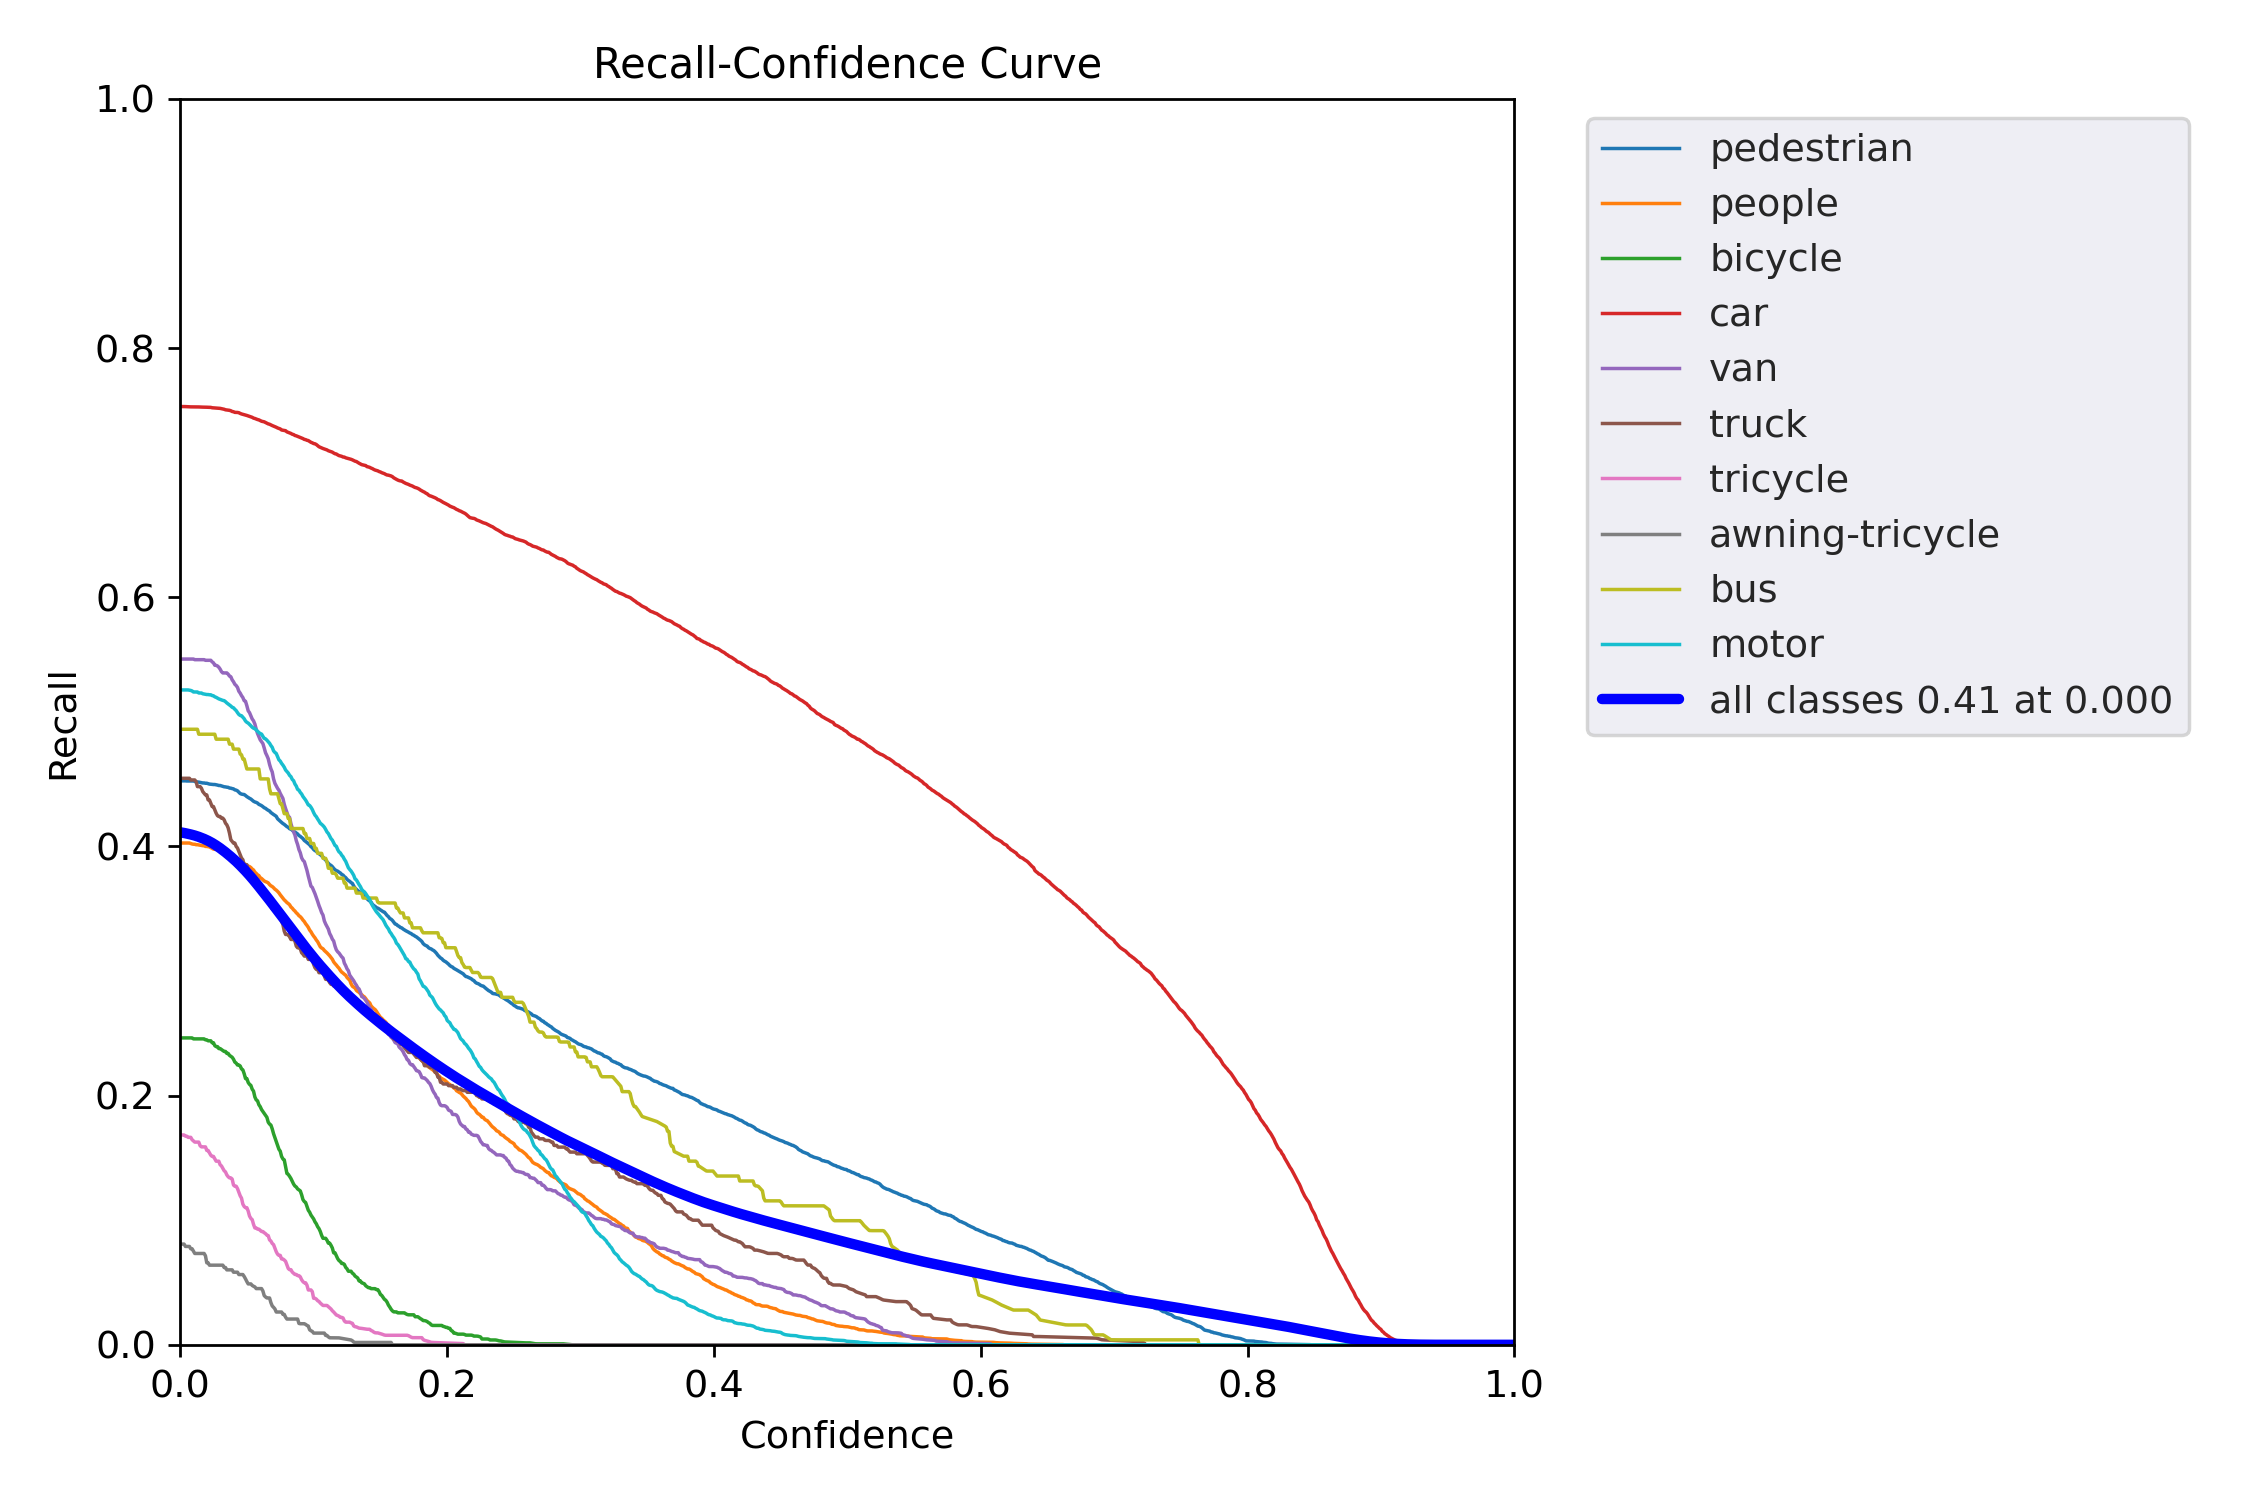 Recall-Confidence Curve
1.0
0.8
0.6
0.4
0.2
0.0
0.0 0.2 0.4 0.6 0.8 1.0
Recall
Confidence
pedestrian
people
bicycle
car
van
truck
tricycle
awning-tricycle
bus
motor
all classes 0.41 at 0.000